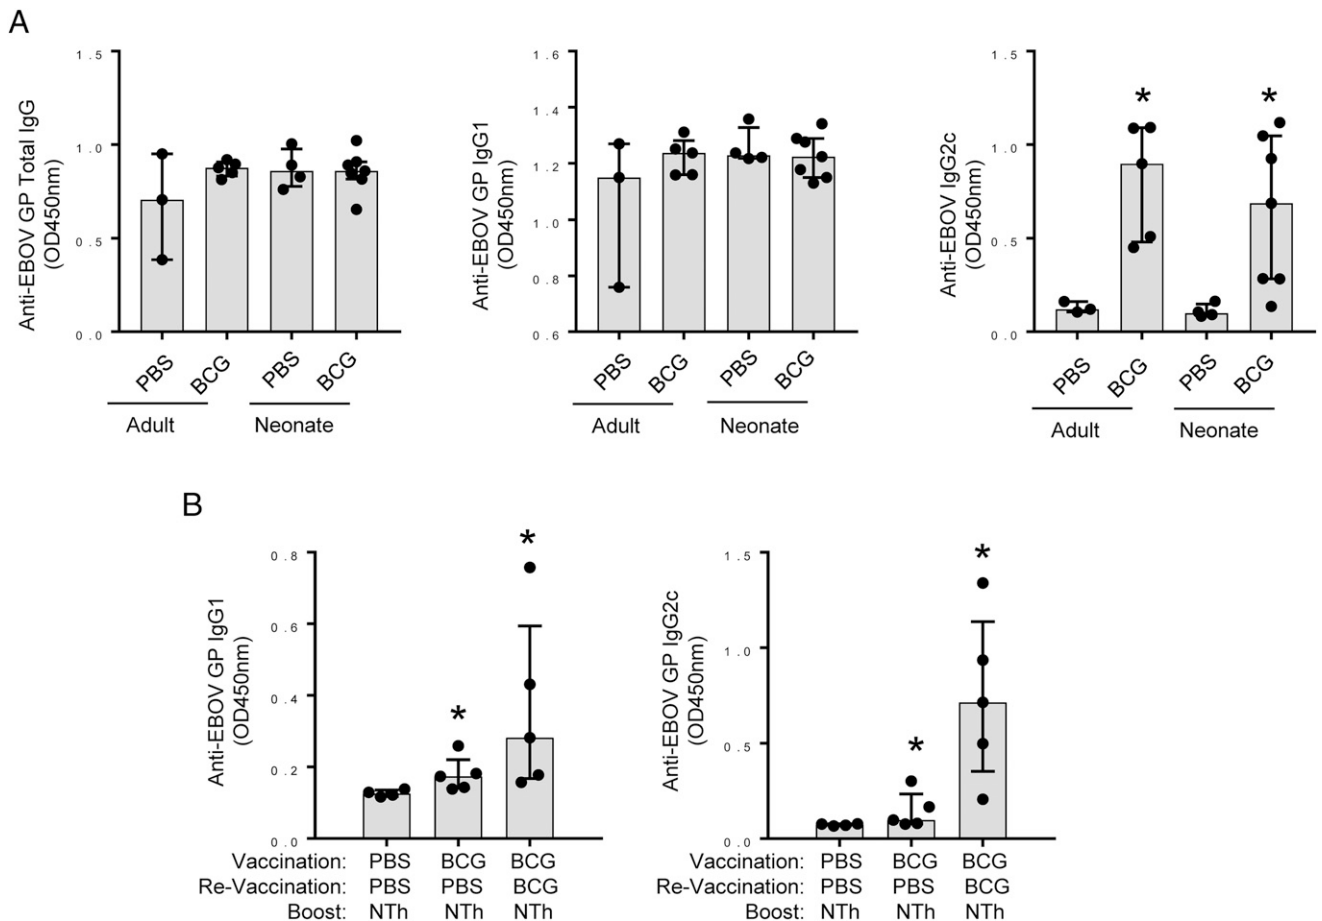 A
Anti-EBOV GP Total IgG
(OD450nm)
1.5
1.0
0.5
0.0
PBS
BCG
PBS
BCG
Adult
Neonate
Anti-EBOV GP IgG1
(OD450nm)
1.6
1.4
1.2
1.0
0.8
0.6
PBS
BCG
PBS
BCG
Adult
Neonate
Anti-EBOV IgG2c
(OD450nm)
1.5
1.0
0.5
0.0
*
*
PBS
BCG
PBS
BCG
Adult
Neonate
B
Anti-EBOV GP IgG1
(OD450nm)
0.8
0.6
0.4
0.2
0.0
*
*
Vaccination: PBS BCG BCG
Re-Vaccination: PBS PBS BCG
Boost: NTh NTh NTh
Anti-EBOV GP IgG2c
(OD450nm)
1.5
1.0
0.5
0.0
*
*
Vaccination: PBS BCG BCG
Re-Vaccination: PBS PBS BCG
Boost: NTh NTh NTh